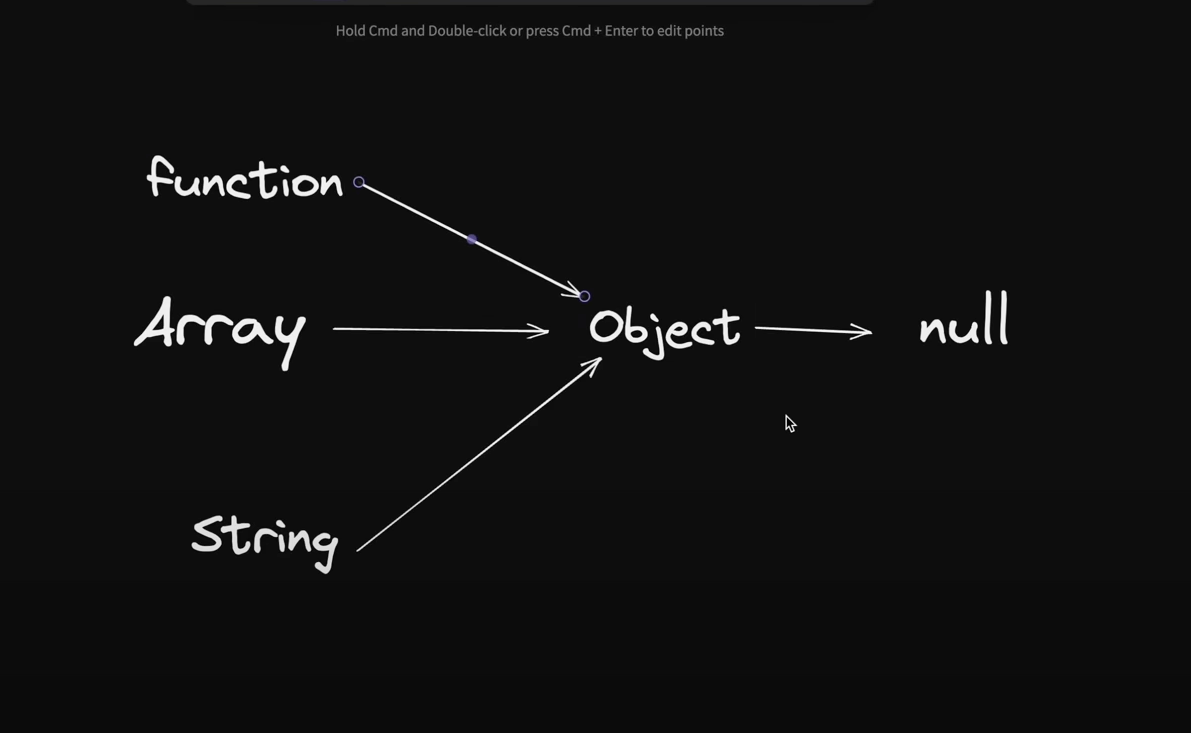 Hold Cmd and Double-click or press Cmd + Enter to edit points
function
Array
Object
null
String